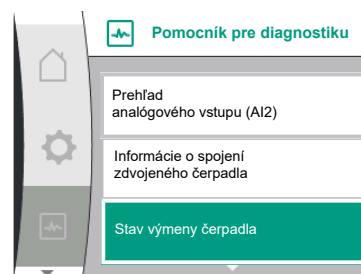 Pomocník pre diagnostiku
Prehľad
analógového vstupu (AI2)
Informácie o spojení
zdvojeného čerpadla
Stav výmeny čerpadla